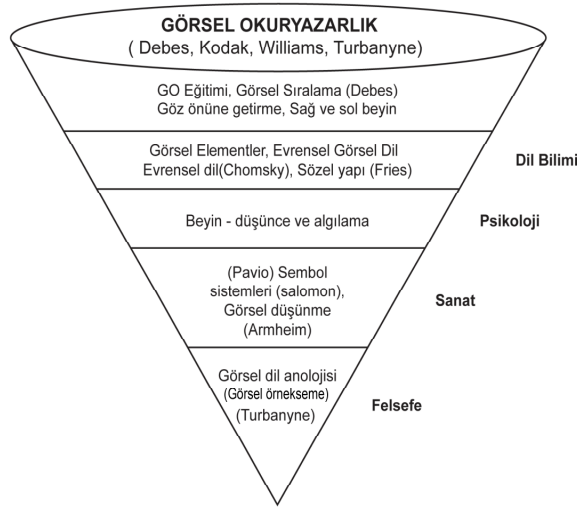 GÖRSEL OKURYAZARLIK
( Debes, Kodak, Williams, Turbanyne)
GO Eğitimi, Görsel Sıralama (Debes)
Göz önüne getirme, Sağ ve sol beyin
Görsel Elementler, Evrensel Görsel Dil
Evrensel dil(Chomsky), Sözel yapı (Fries)
Dil Bilimi
Beyin - düşünce ve algılama
Psikoloji
(Pavio) Sembol
sistemleri (salomon),
Görsel düşünme
(Armheim)
Sanat
Görsel dil anolojisi
(Görsel örnekseme)
(Turbanyne)
Felsefe